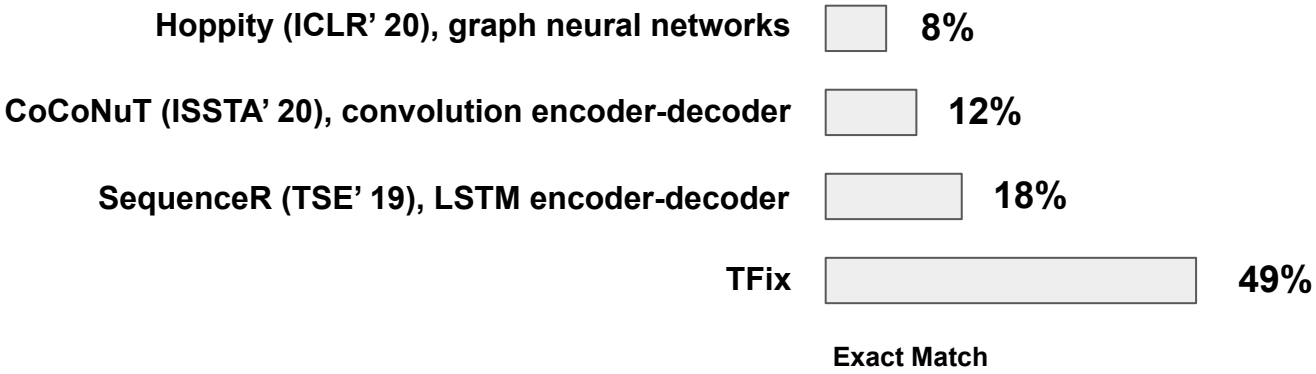 Hoppity (ICLR’ 20), graph neural networks 8%
CoCoNuT (ISSTA’ 20), convolution encoder-decoder 12%
SequenceR (TSE’ 19), LSTM encoder-decoder 18%
TFix 49%
Exact Match